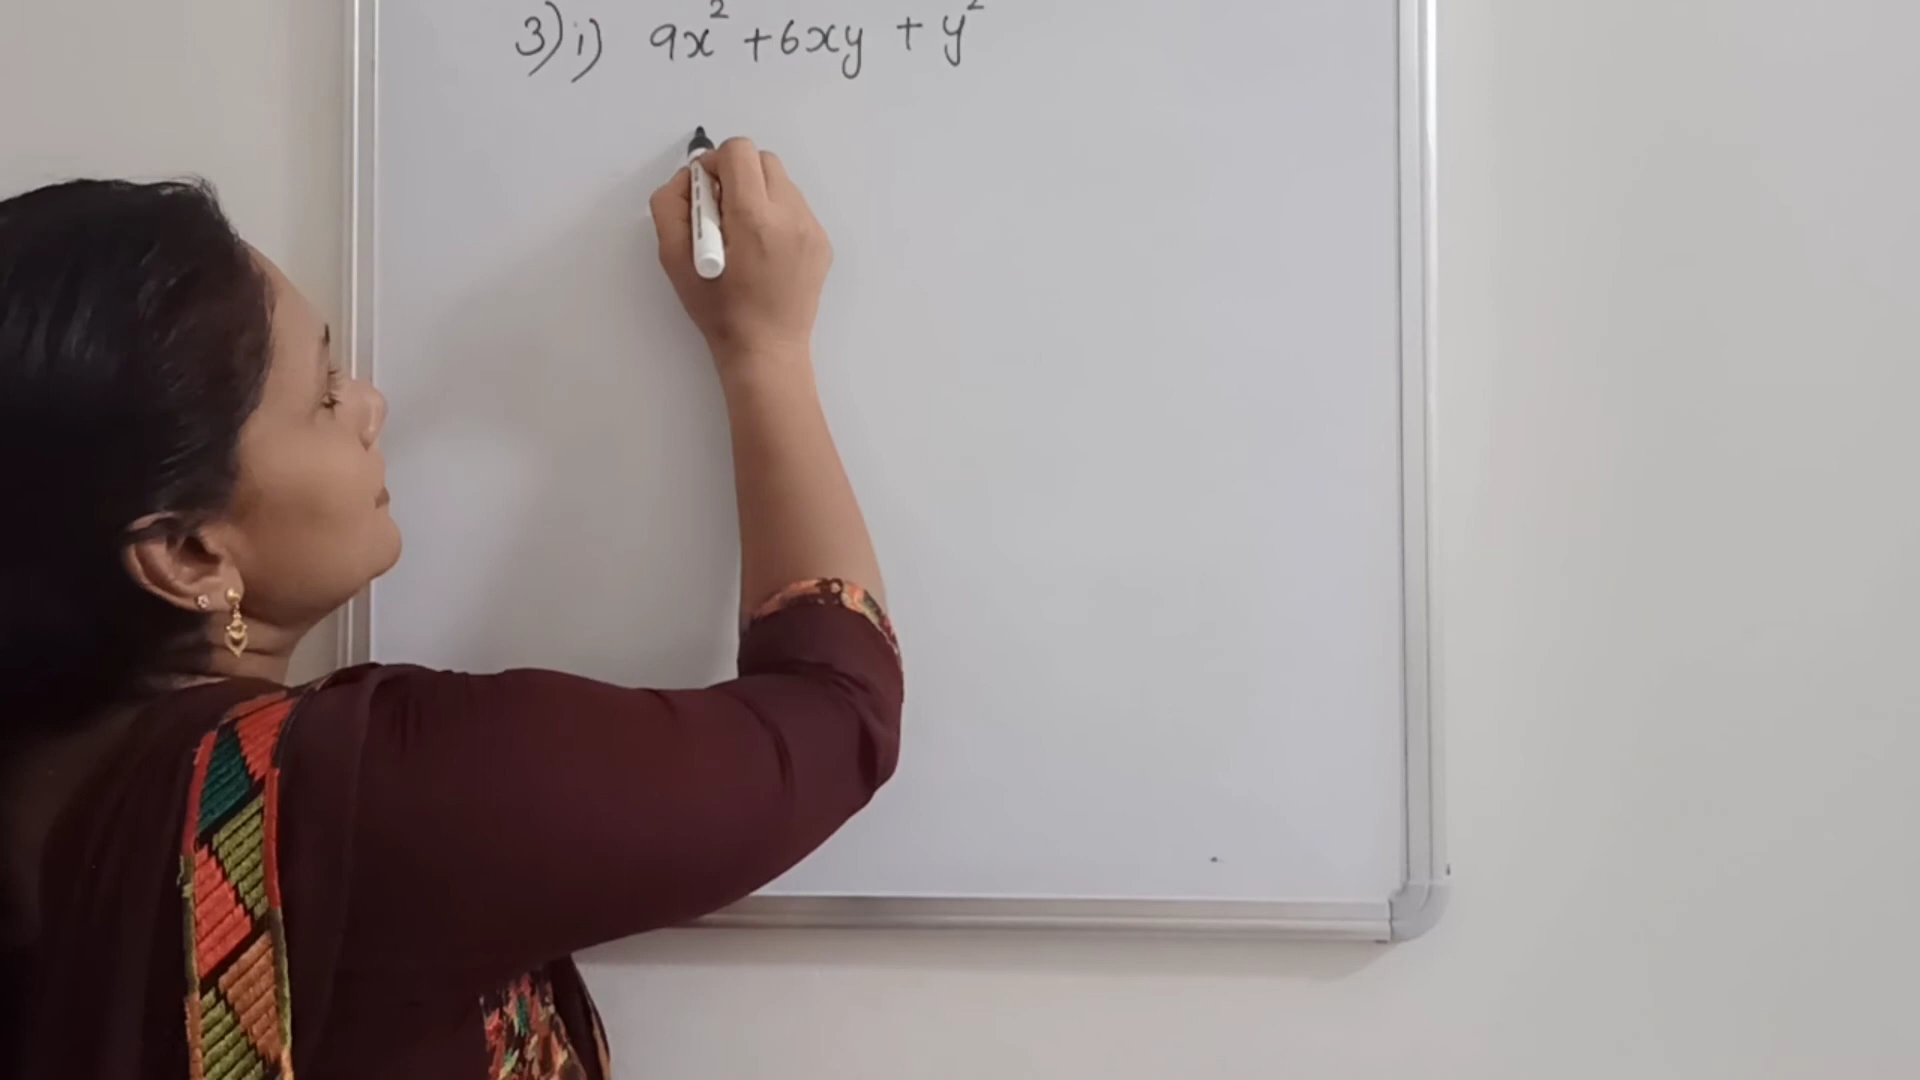 3) i) 9x² + 6xy + y²